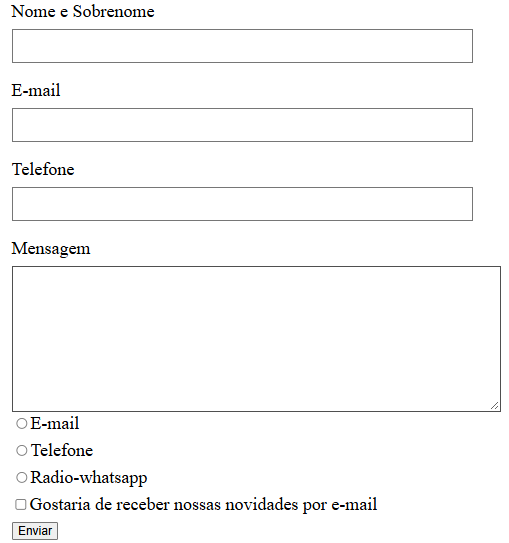 Nome e Sobrenome
E-mail
Telefone
Mensagem
E-mail
Telefone
Radio-whatsapp
Gostaria de receber nossas novidades por e-mail
Enviar